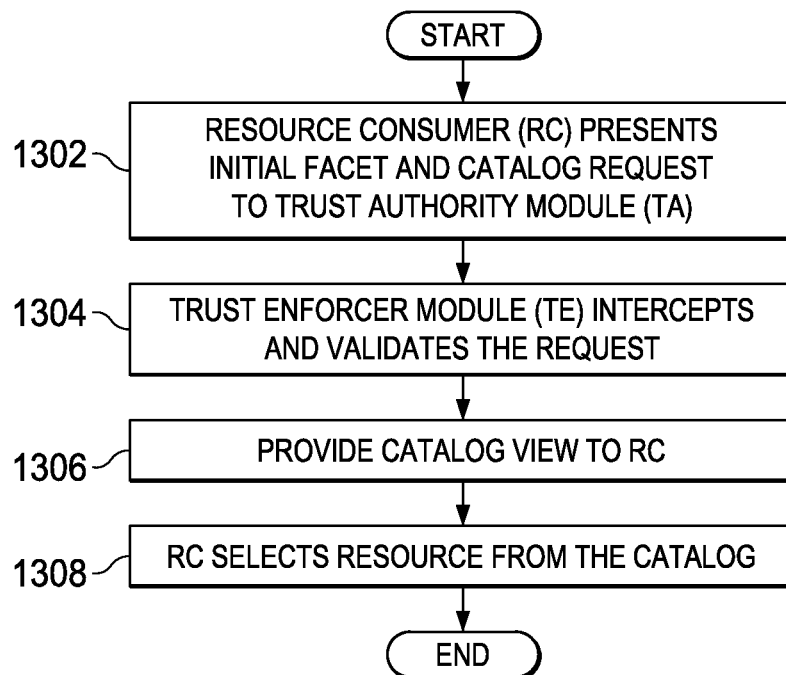 START
1302
RESOURCE CONSUMER (RC) PRESENTS
INITIAL FACET AND CATALOG REQUEST
TO TRUST AUTHORITY MODULE (TA)
1304
TRUST ENFORCER MODULE (TE) INTERCEPTS
AND VALIDATES THE REQUEST
1306
PROVIDE CATALOG VIEW TO RC
1308
RC SELECTS RESOURCE FROM THE CATALOG
END